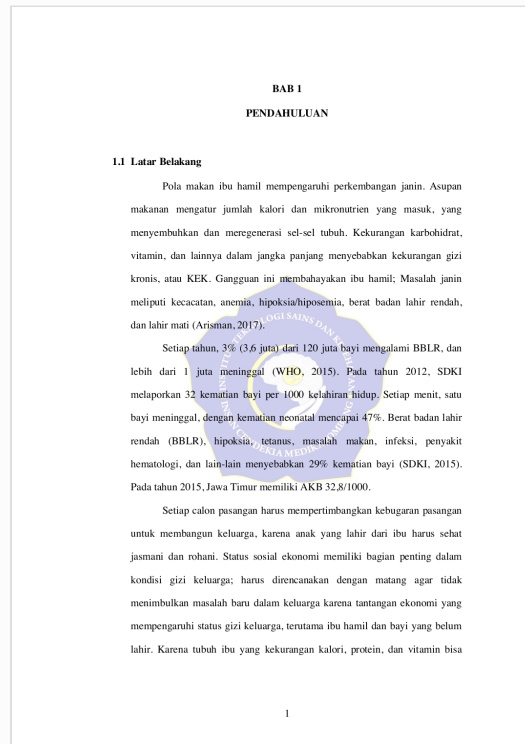 BAB 1
PENDAHULUAN
1.1 Latar Belakang
Pola makan ibu hamil mempengaruhi perkembangan janin. Asupan
makanan mengatur jumlah kalori dan mikronutrien yang masuk, yang
menyembuhkan dan meregenerasi sel-sel tubuh. Kekurangan karbohidrat,
vitamin, dan lainnya dalam jangka panjang menyebabkan kekurangan gizi
kronis, atau KEK. Gangguan ini membahayakan ibu hamil; Masalah janin
meliputi kecacatan, anemia, hipoksia/hiposemia, berat badan lahir rendah,
dan lahir mati (Arisman, 2017).
Setiap tahun, 3% (3,6 juta) dari 120 juta bayi mengalami BBLR, dan
lebih dari 1 juta meninggal (WHO, 2015). Pada tahun 2012, SDKI
melaporkan 32 kematian bayi per 1000 kelahiran hidup. Setiap menit, satu
bayi meninggal, dengan kematian neonatal mencapai 47%. Berat badan lahir
rendah (BBLR), hipoksia, tetanus, masalah makan, infeksi, penyakit
hematologi, dan lain-lain menyebabkan 29% kematian bayi (SDKI, 2015).
Pada tahun 2015, Jawa Timur memiliki AKB 32,8/1000.
Setiap calon pasangan harus mempertimbangkan kebugaran pasangan
untuk membangun keluarga, karena anak yang lahir dari ibu harus sehat
jasmani dan rohani. Status sosial ekonomi memiliki bagian penting dalam
kondisi gizi keluarga; harus direncanakan dengan matang agar tidak
menimbulkan masalah baru dalam keluarga karena tantangan ekonomi yang
mempengaruhi status gizi keluarga, terutama ibu hamil dan bayi yang belum
lahir. Karena tubuh ibu yang kekurangan kalori, protein, dan vitamin bisa
1